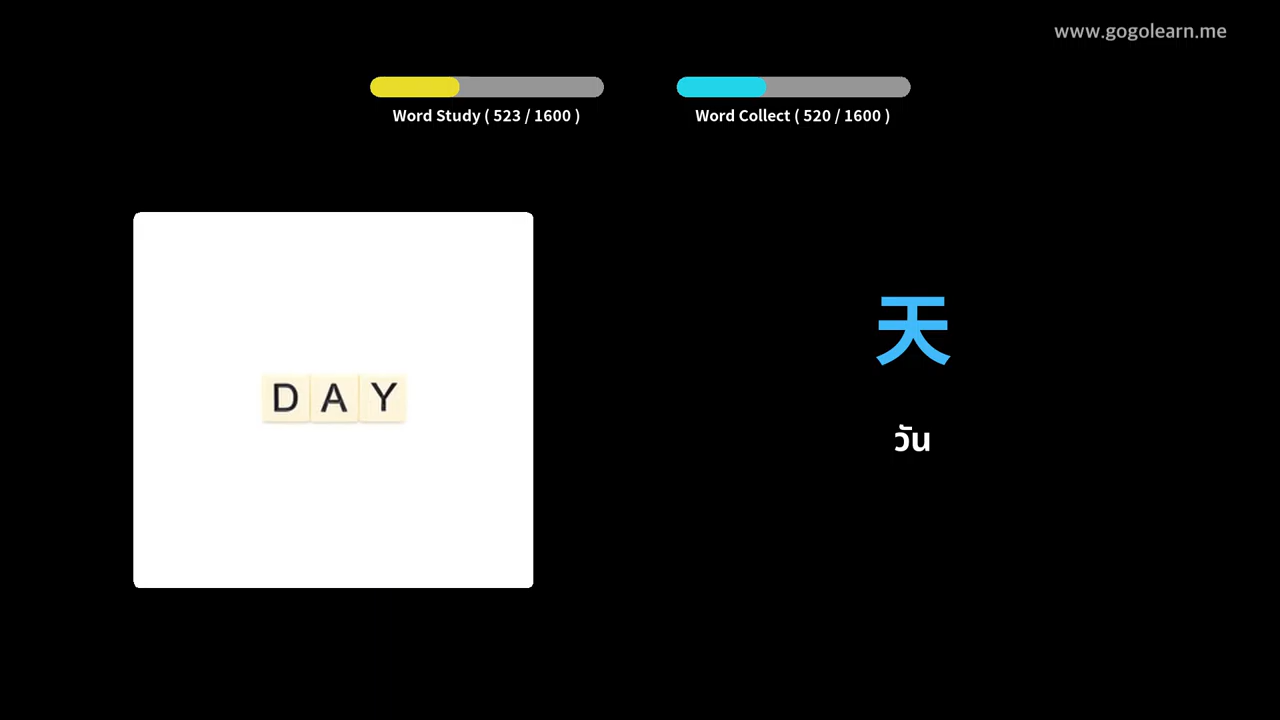 www.gogolearn.me
Word Study ( 523 / 1600 )
Word Collect ( 520 / 1600 )
DAY
天
วัน